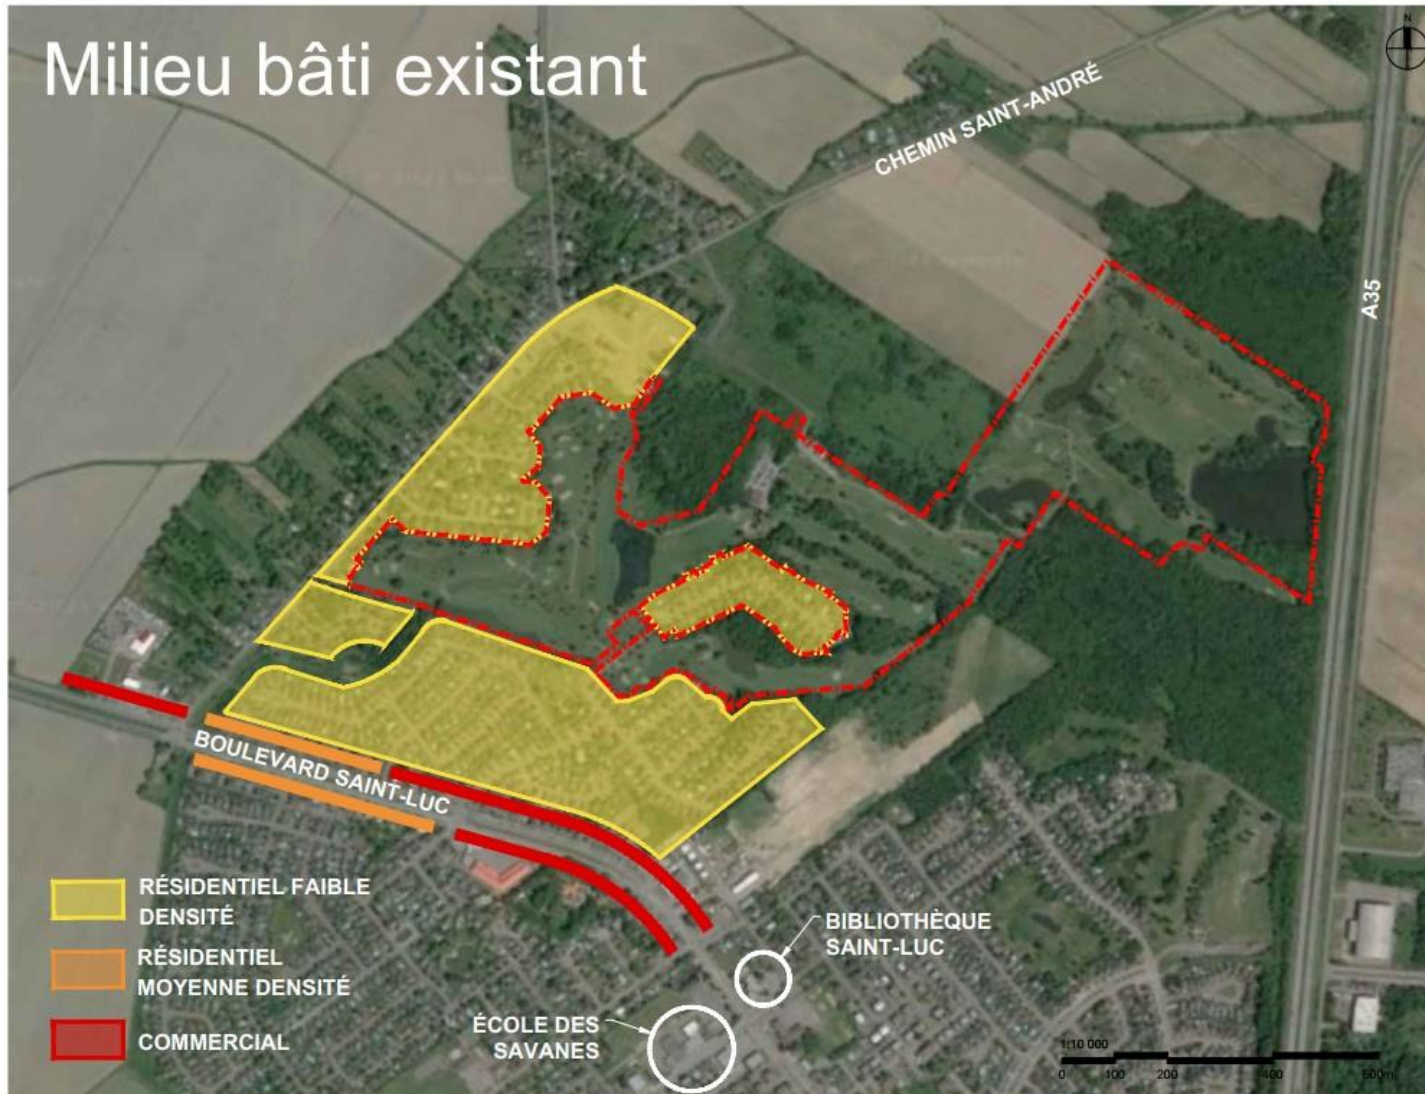 Milieu bâti existant
N
CHEMIN SAINT-ANDRÉ
A35
BOULEVARD SAINT-LUC
RÉSIDENTIEL FAIBLE
DENSITÉ
RÉSIDENTIEL
MOYENNE DENSITÉ
COMMERCIAL
BIBLIOTHÈQUE
SAINT-LUC
ÉCOLE DES
SAVANES
1:10 000
0 100 200 400 600m